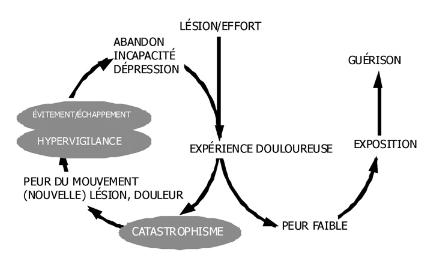 LÉSION/EFFORT
ABANDON
INCAPACITÉ
DÉPRESSION
GUÉRISON
ÉVITEMENT/ÉCHAPPEMENT
HYPERVIGILANCE
EXPÉRIENCE DOULOUREUSE
EXPOSITION
PEUR DU MOUVEMENT
(NOUVELLE) LÉSION, DOULEUR
CATASTROPHISME
PEUR FAIBLE